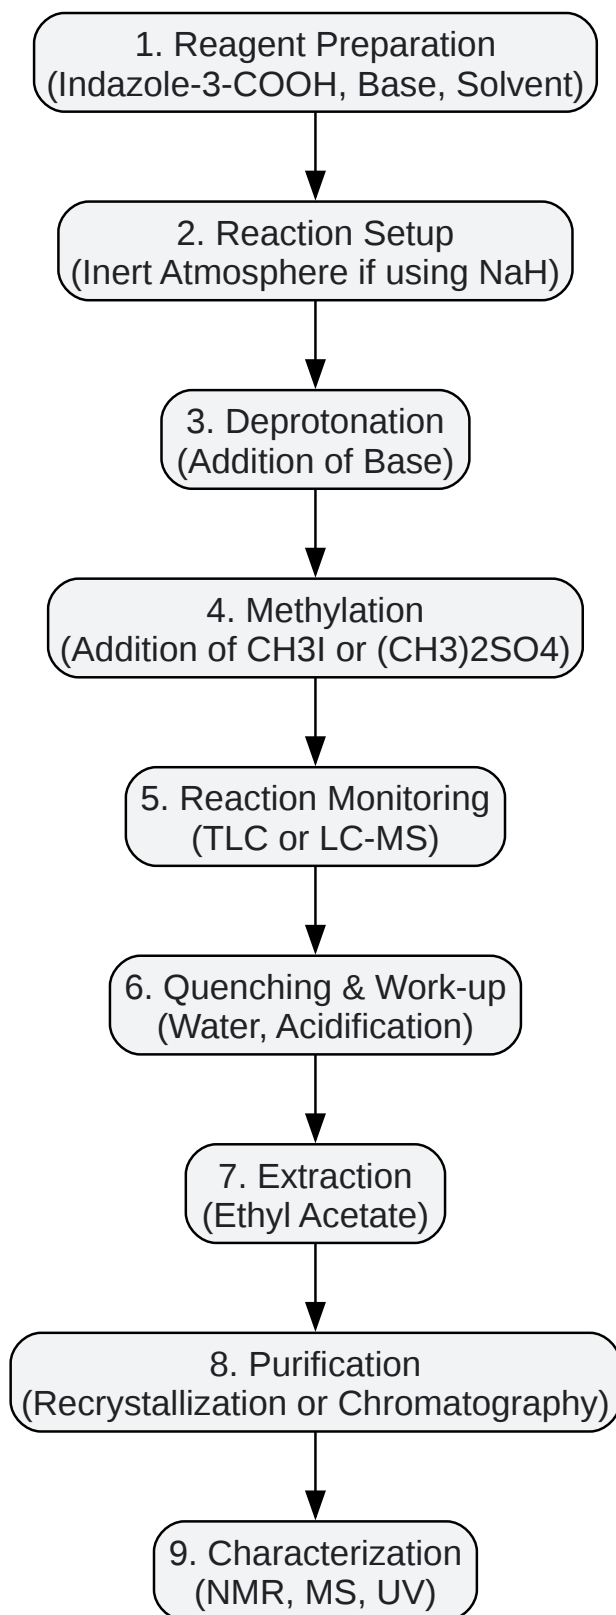 1. Reagent Preparation
(Indazole-3-COOH, Base, Solvent)
2. Reaction Setup
(Inert Atmosphere if using NaH)
3. Deprotonation
(Addition of Base)
4. Methylation
(Addition of CH3I or (CH3)2SO4)
5. Reaction Monitoring
(TLC or LC-MS)
6. Quenching & Work-up
(Water, Acidification)
7. Extraction
(Ethyl Acetate)
8. Purification
(Recrystallization or Chromatography)
9. Characterization
(NMR, MS, UV)